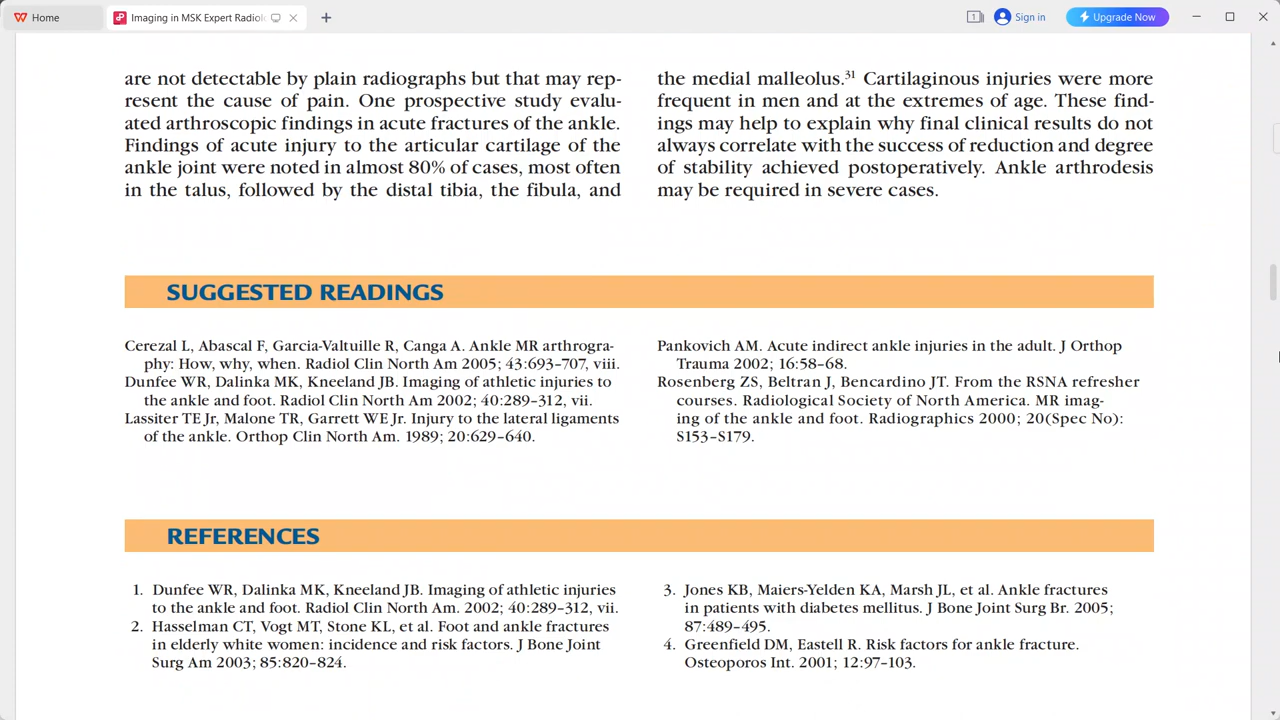 Home
Imaging in MSK Expert Radiol
1
Sign in
Upgrade Now
are not detectable by plain radiographs but that may rep-
resent the cause of pain. One prospective study evalu-
ated arthroscopic findings in acute fractures of the ankle.
Findings of acute injury to the articular cartilage of the
ankle joint were noted in almost 80% of cases, most often
in the talus, followed by the distal tibia, the fibula, and
the medial malleolus.31 Cartilaginous injuries were more
frequent in men and at the extremes of age. These find-
ings may help to explain why final clinical results do not
always correlate with the success of reduction and degree
of stability achieved postoperatively. Ankle arthrodesis
may be required in severe cases.
SUGGESTED READINGS
Cerezal L, Abascal F, Garcia-Valtuille R, Canga A. Ankle MR arthrogra-
phy: How, why, when. Radiol Clin North Am 2005; 43:693–707, viii.
Dunfee WR, Dalinka MK, Kneeland JB. Imaging of athletic injuries to
the ankle and foot. Radiol Clin North Am 2002; 40:289–312, vii.
Lassiter TE Jr, Malone TR, Garrett WE Jr. Injury to the lateral ligaments
of the ankle. Orthop Clin North Am. 1989; 20:629–640.
Pankovich AM. Acute indirect ankle injuries in the adult. J Orthop
Trauma 2002; 16:58–68.
Rosenberg ZS, Beltran J, Bencardino JT. From the RSNA refresher
courses. Radiological Society of North America. MR imag-
ing of the ankle and foot. Radiographics 2000; 20(Spec No):
S153–S179.
REFERENCES
1. Dunfee WR, Dalinka MK, Kneeland JB. Imaging of athletic injuries
to the ankle and foot. Radiol Clin North Am. 2002; 40:289–312, vii.
2. Hasselman CT, Vogt MT, Stone KL, et al. Foot and ankle fractures
in elderly white women: incidence and risk factors. J Bone Joint
Surg Am 2003; 85:820–824.
3. Jones KB, Maiers-Yelden KA, Marsh JL, et al. Ankle fractures
in patients with diabetes mellitus. J Bone Joint Surg Br. 2005;
87:489–495.
4. Greenfield DM, Eastell R. Risk factors for ankle fracture.
Osteoporos Int. 2001; 12:97–103.